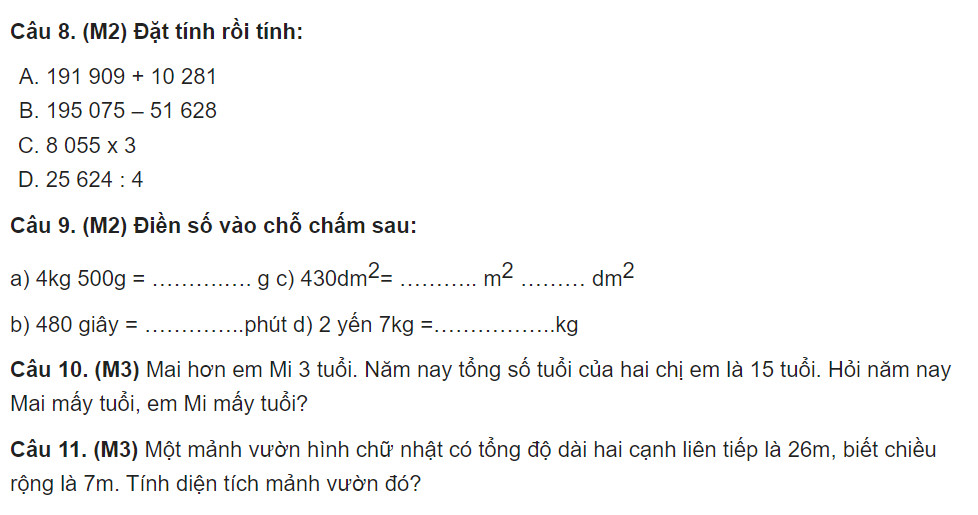 Câu 8. (M2) Đặt tính rồi tính:
A. 191 909 + 10 281
B. 195 075 – 51 628
C. 8 055 x 3
D. 25 624 : 4
Câu 9. (M2) Điền số vào chỗ chấm sau:
a) 4kg 500g = ………….. g c) 430dm²= ……….. m² ……… dm²
b) 480 giây = …………..phút d) 2 yến 7kg =……………..kg
Câu 10. (M3) Mai hơn em Mi 3 tuổi. Năm nay tổng số tuổi của hai chị em là 15 tuổi. Hỏi năm nay
Mai mấy tuổi, em Mi mấy tuổi?
Câu 11. (M3) Một mảnh vườn hình chữ nhật có tổng độ dài hai cạnh liên tiếp là 26m, biết chiều
rộng là 7m. Tính diện tích mảnh vườn đó?